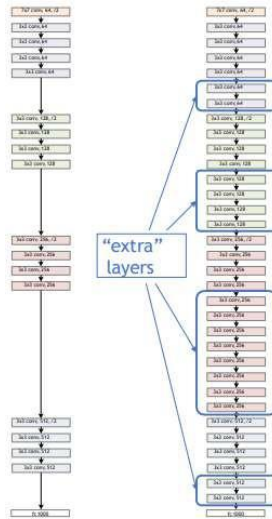 7x7 conv, 64, /2
3x3 conv, 64
3x3 conv, 64
3x3 conv, 64
3x3 conv, 64
3x3 conv, 128, /2
3x3 conv, 128
3x3 conv, 128
3x3 conv, 128
3x3 conv, 256, /2
3x3 conv, 256
3x3 conv, 256
3x3 conv, 256
3x3 conv, 512, /2
3x3 conv, 512
3x3 conv, 512
3x3 conv, 512
fc 1000
“extra”
layers
7x7 conv, 64, /2
3x3 conv, 64
3x3 conv, 64
3x3 conv, 64
3x3 conv, 64
3x3 conv, 64
3x3 conv, 64
3x3 conv, 128, /2
3x3 conv, 128
3x3 conv, 128
3x3 conv, 128
3x3 conv, 128
3x3 conv, 128
3x3 conv, 128
3x3 conv, 128
3x3 conv, 256, /2
3x3 conv, 256
3x3 conv, 256
3x3 conv, 256
3x3 conv, 256
3x3 conv, 256
3x3 conv, 256
3x3 conv, 256
3x3 conv, 256
3x3 conv, 256
3x3 conv, 256
3x3 conv, 256
3x3 conv, 512, /2
3x3 conv, 512
3x3 conv, 512
3x3 conv, 512
3x3 conv, 512
3x3 conv, 512
fc 1000